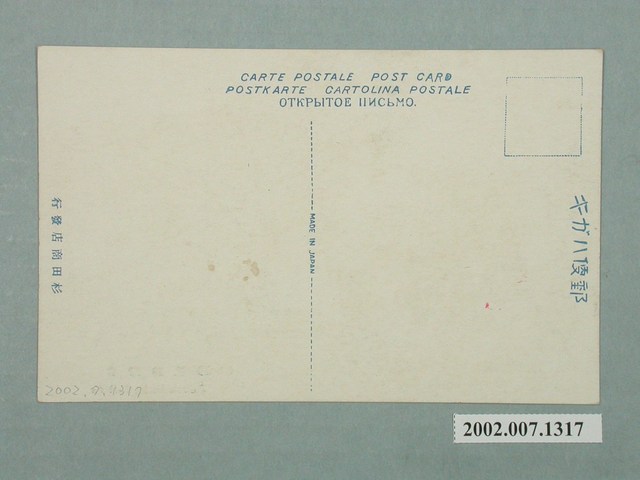 CARTE POSTALE POST CARD
POSTKARTE CARTOLINA POSTALE
ОТКРЫТОЕ ПИСЬМО.
MADE IN JAPAN
郵便ハガキ
杉田商店發行
2002.007.1317